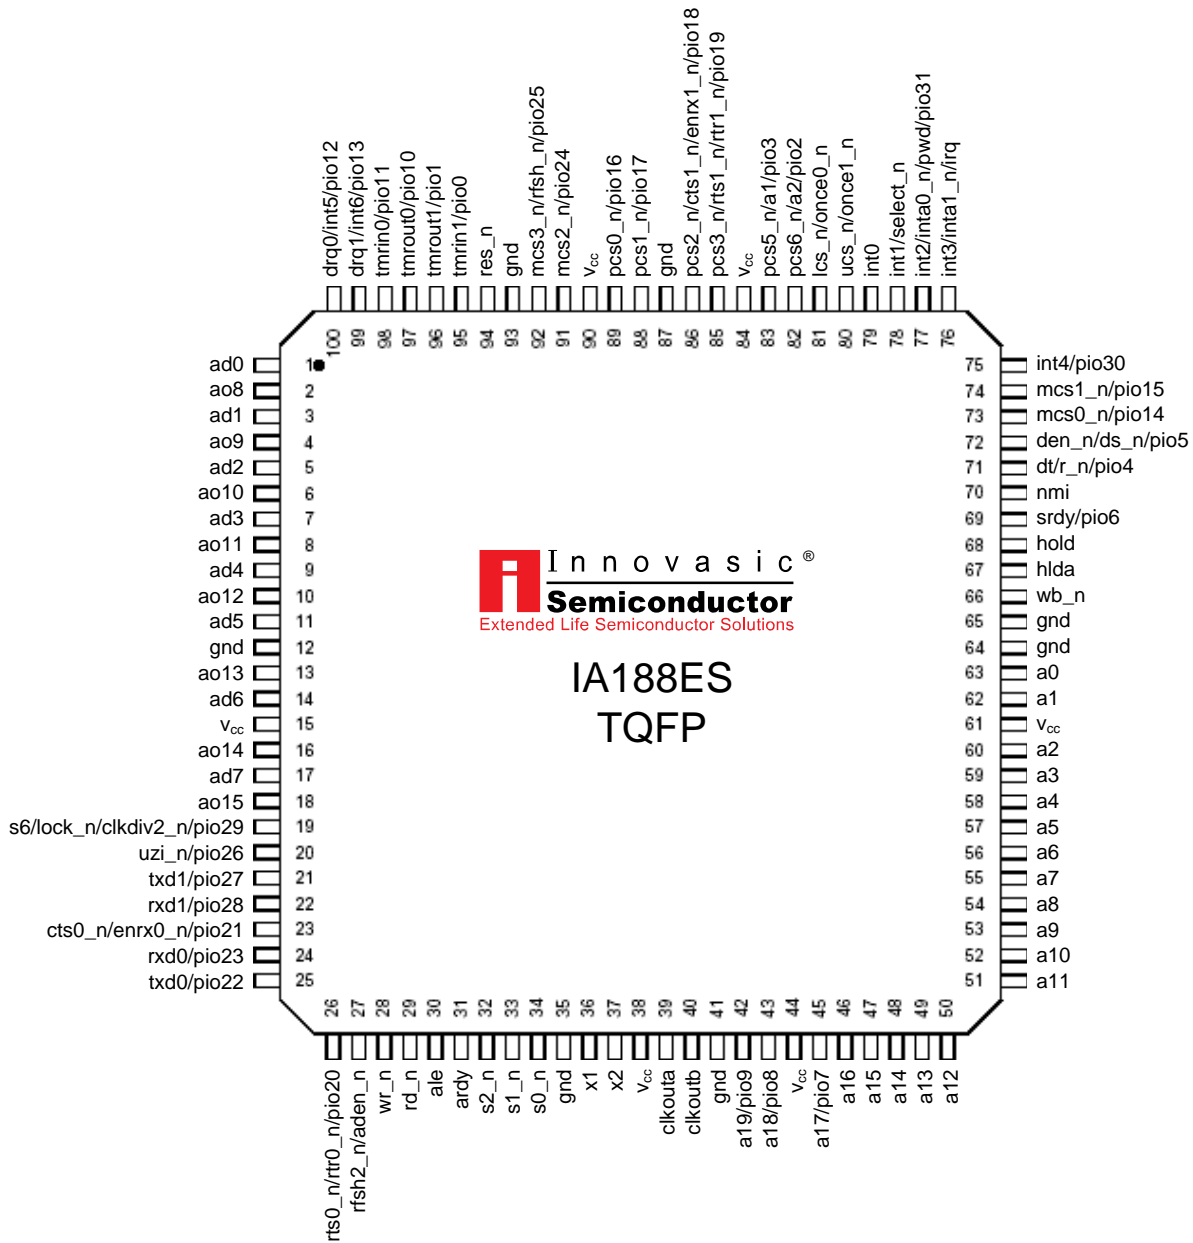 drq0/int5/pio12
drq1/int6/pio13
tmrin0/pio11
tmrout0/pio10
tmrout1/pio1
tmrin1/pio0
res_n
gnd
mcs3_n/rfsh_n/pio25
mcs2_n/pio24
vcc
pcs0_n/pio16
pcs1_n/pio17
gnd
pcs2_n/cts1_n/enrx1_n/pio18
pcs3_n/rts1_n/rtr1_n/pio19
vcc
pcs5_n/a1/pio3
pcs6_n/a2/pio2
lcs_n/once0_n
ucs_n/once1_n
int0
int1/select_n
int2/inta0_n/pwd/pio31
int3/inta1_n/irq
100
99
98
97
96
95
94
93
92
91
90
89
88
87
86
85
84
83
82
81
80
79
78
77
76
ad0 1
ao8 2
ad1 3
ao9 4
ad2 5
ao10 6
ad3 7
ao11 8
ad4 9
ao12 10
ad5 11
gnd 12
ao13 13
ad6 14
vcc 15
ao14 16
ad7 17
ao15 18
s6/lock_n/clkdiv2_n/pio29 19
uzi_n/pio26 20
txd1/pio27 21
rxd1/pio28 22
cts0_n/enrx0_n/pio21 23
rxd0/pio23 24
txd0/pio22 25
Innovasic®
Semiconductor
Extended Life Semiconductor Solutions
IA188ES
TQFP
75 int4/pio30
74 mcs1_n/pio15
73 mcs0_n/pio14
72 den_n/ds_n/pio5
71 dt/r_n/pio4
70 nmi
69 srdy/pio6
68 hold
67 hlda
66 wb_n
65 gnd
64 gnd
63 a0
62 a1
61 vcc
60 a2
59 a3
58 a4
57 a5
56 a6
55 a7
54 a8
53 a9
52 a10
51 a11
26
27
28
29
30
31
32
33
34
35
36
37
38
39
40
41
42
43
44
45
46
47
48
49
50
rts0_n/rtr0_n/pio20
rfsh2_n/aden_n
wr_n
rd_n
ale
ardy
s2_n
s1_n
s0_n
gnd
x1
x2
vcc
clkouta
clkoutb
gnd
a19/pio9
a18/pio8
vcc
a17/pio7
a16
a15
a14
a13
a12